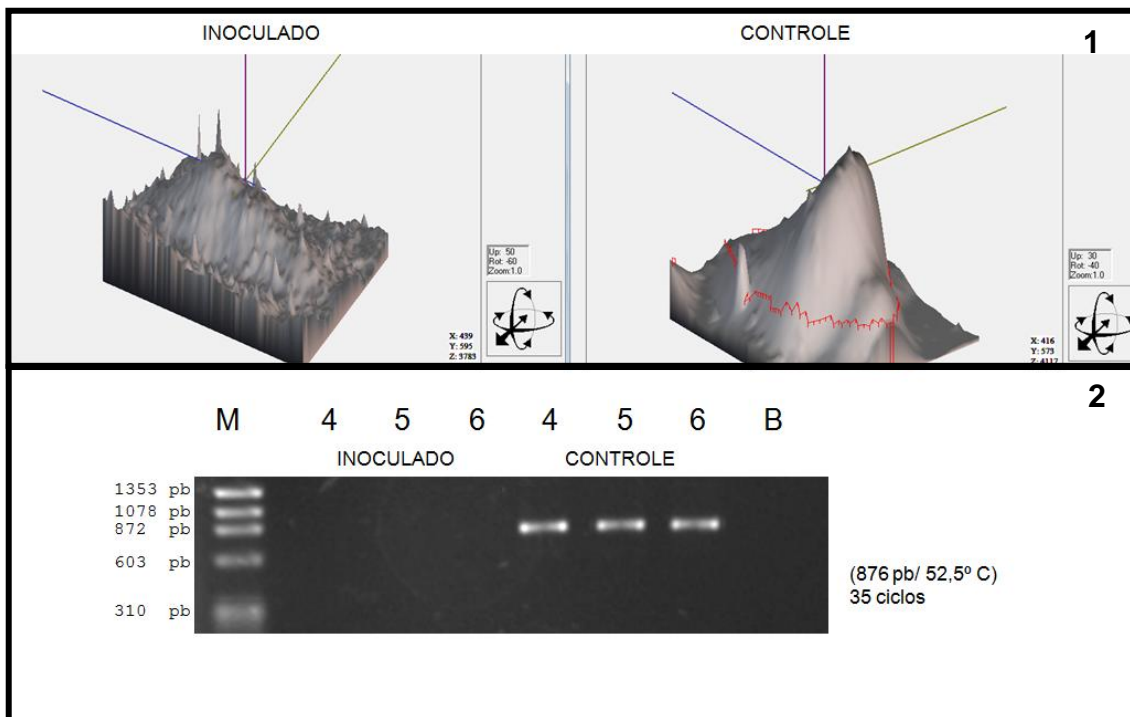 INOCULADO CONTROLE 1
Up: 50
Rot: -60
Zoom:1.0
X: 439
Y: 595
Z: 3783
Up: 30
Rot: -40
Zoom:1.0
X: 416
Y: 573
Z: 4117
2
M 4 5 6 4 5 6 B
INOCULADO CONTROLE
1353 pb
1078 pb
872 pb
603 pb
310 pb
(876 pb/ 52,5º C)
35 ciclos